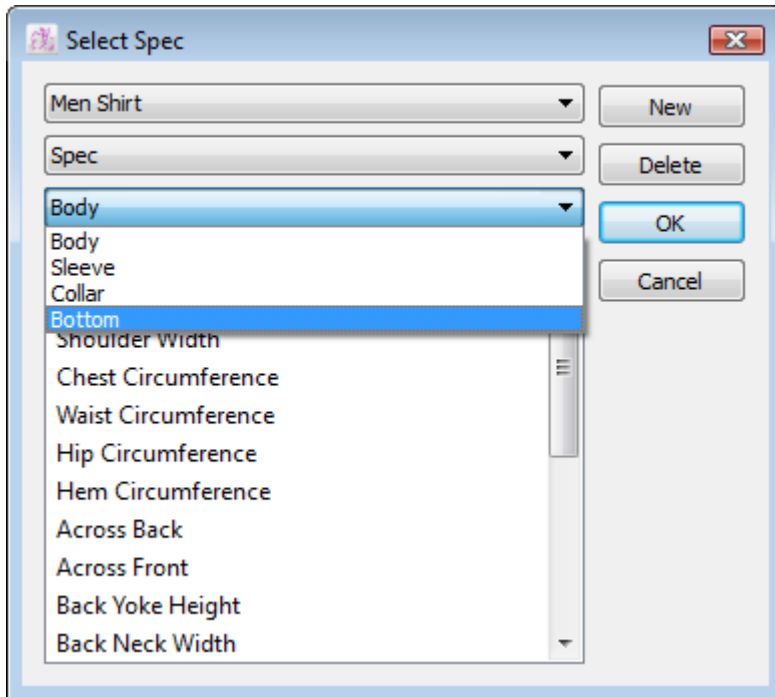 Select Spec
Men Shirt
New
Spec
Delete
Body
OK
Body
Sleeve
Collar
Cancel
Bottom
Shoulder Width
Chest Circumference
Waist Circumference
Hip Circumference
Hem Circumference
Across Back
Across Front
Back Yoke Height
Back Neck Width